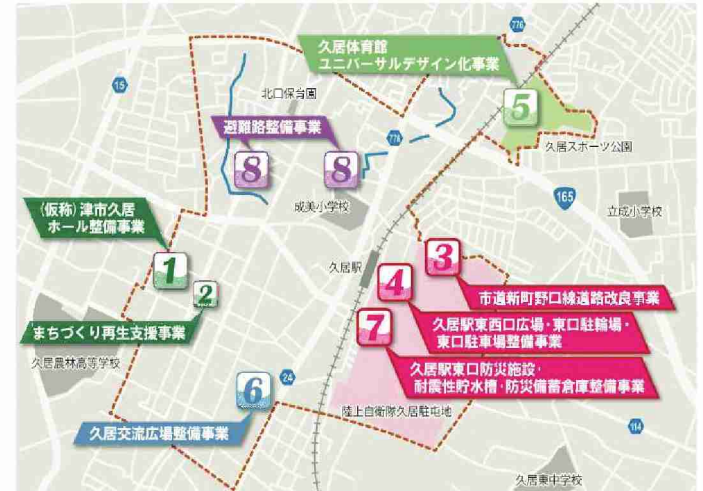 776
久居体育館
ユニバーサルデザイン化事業
15
北口保育園
5
避難路整備事業
776
久居スポーツ公園
8
8
165
(仮称)津市久居
ホール整備事業
成美小学校
立成小学校
1
久居駅
3
2
4
市道新町野口線道路改良事業
まちづくり再生支援事業
7
久居駅東西口広場・東口駐輪場・
東口駐車場整備事業
久居農林高等学校
久居駅東口防災施設・
耐震性貯水槽・防災備蓄倉庫整備事業
24
6
陸上自衛隊久居駐屯地
114
久居交流広場整備事業
久居東中学校